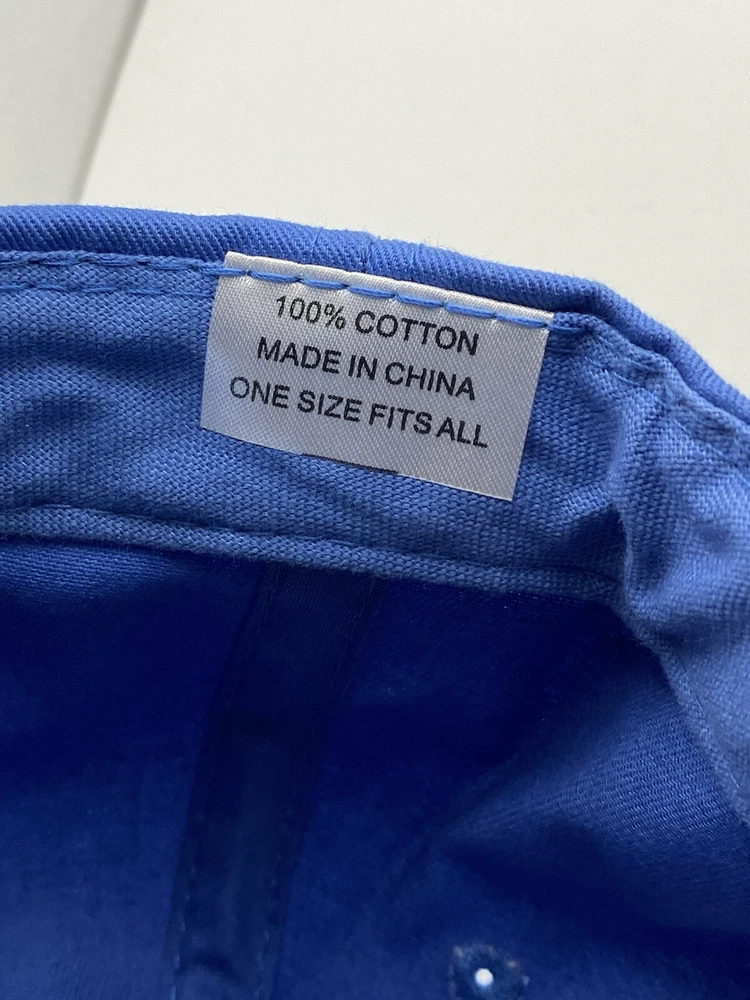 100% COTTON
MADE IN CHINA
ONE SIZE FITS ALL